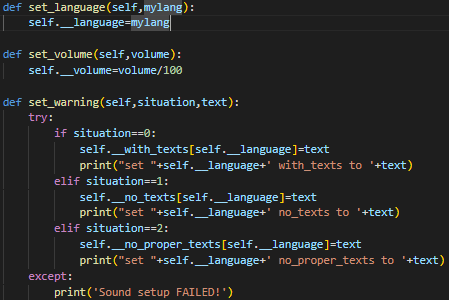 def set_language(self,mylang):
    self.__language=mylang

def set_volume(self,volume):
    self.__volume=volume/100

def set_warning(self,situation,text):
    try:
        if situation==0:
            self.__with_texts[self.__language]=text
            print("set "+self.__language+' with_texts to '+text)
        elif situation==1:
            self.__no_texts[self.__language]=text
            print("set "+self.__language+' no_texts to '+text)
        elif situation==2:
            self.__no_proper_texts[self.__language]=text
            print("set "+self.__language+' no_proper_texts to '+text)
    except:
        print('Sound setup FAILED!')